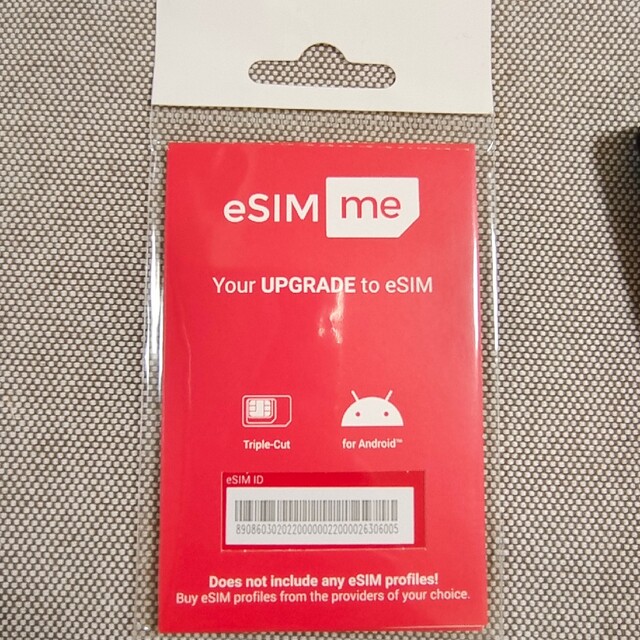 eSIM me
Your UPGRADE to eSIM
Triple-Cut
for Android™
eSIM ID
89086030202200000022000026306005
Does not include any eSIM profiles!
Buy eSIM profiles from the providers of your choice.